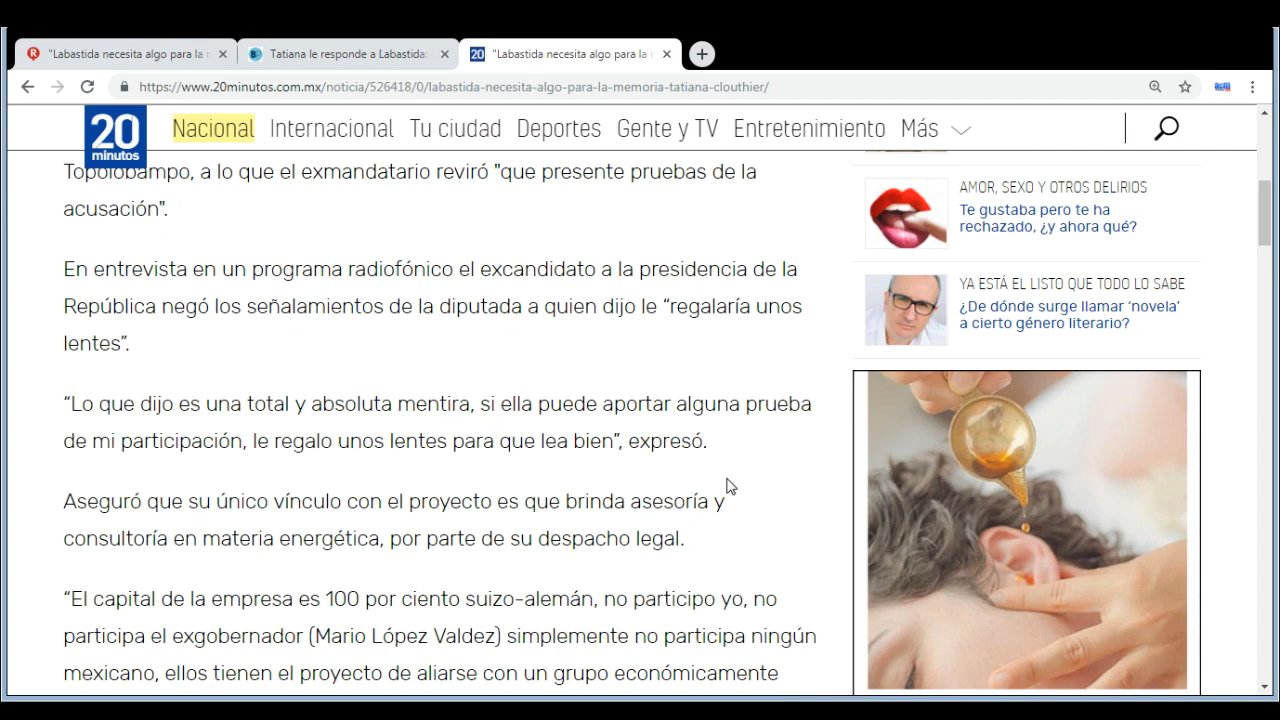 "Labastida necesita algo para la m
Tatiana le responde a Labastida:
"Labastida necesita algo para la m
https://www.20minutos.com.mx/noticia/526418/0/labastida-necesita-algo-para-la-memoria-tatiana-clouthier/
20
minutos
Nacional Internacional Tu ciudad Deportes Gente y TV Entretenimiento Más
Topolobampo, a lo que el exmandatario reviró "que presente pruebas de la
acusación".
En entrevista en un programa radiofónico el excandidato a la presidencia de la
República negó los señalamientos de la diputada a quien dijo le “regalaría unos
lentes”.
“Lo que dijo es una total y absoluta mentira, si ella puede aportar alguna prueba
de mi participación, le regalo unos lentes para que lea bien”, expresó.
Aseguró que su único vínculo con el proyecto es que brinda asesoría y
consultoría en materia energética, por parte de su despacho legal.
“El capital de la empresa es 100 por ciento suizo-alemán, no participo yo, no
participa el exgobernador (Mario López Valdez) simplemente no participa ningún
mexicano, ellos tienen el proyecto de aliarse con un grupo económicamente
AMOR, SEXO Y OTROS DELIRIOS
Te gustaba pero te ha
rechazado, ¿y ahora qué?
YA ESTÁ EL LISTO QUE TODO LO SABE
¿De dónde surge llamar ‘novela’
a cierto género literario?